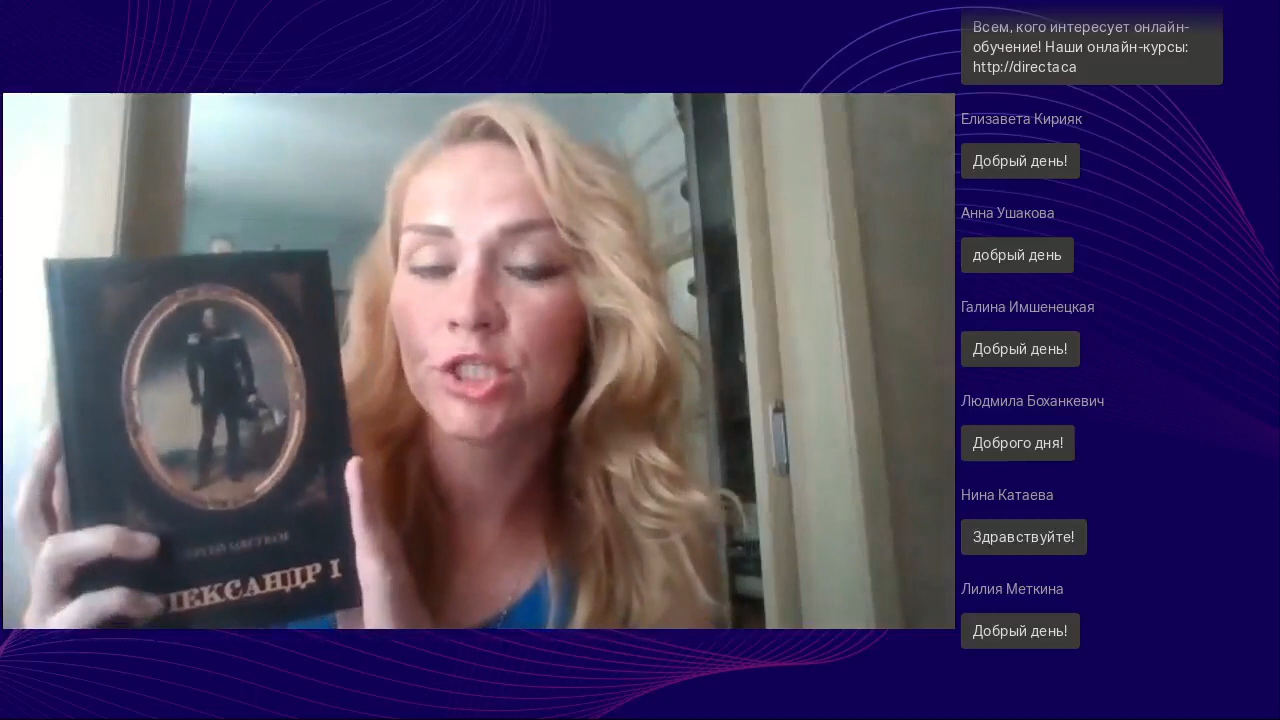 Всем, кого интересует онлайн-
обучение! Наши онлайн-курсы:
http://directaca
Елизавета Кирияк
Добрый день!
Анна Ушакова
добрый день
Галина Имшенецкая
Добрый день!
Людмила Боханкевич
Доброго дня!
Нина Катаева
Здравствуйте!
Лилия Меткина
Добрый день!
ЛЕКСАНДР I